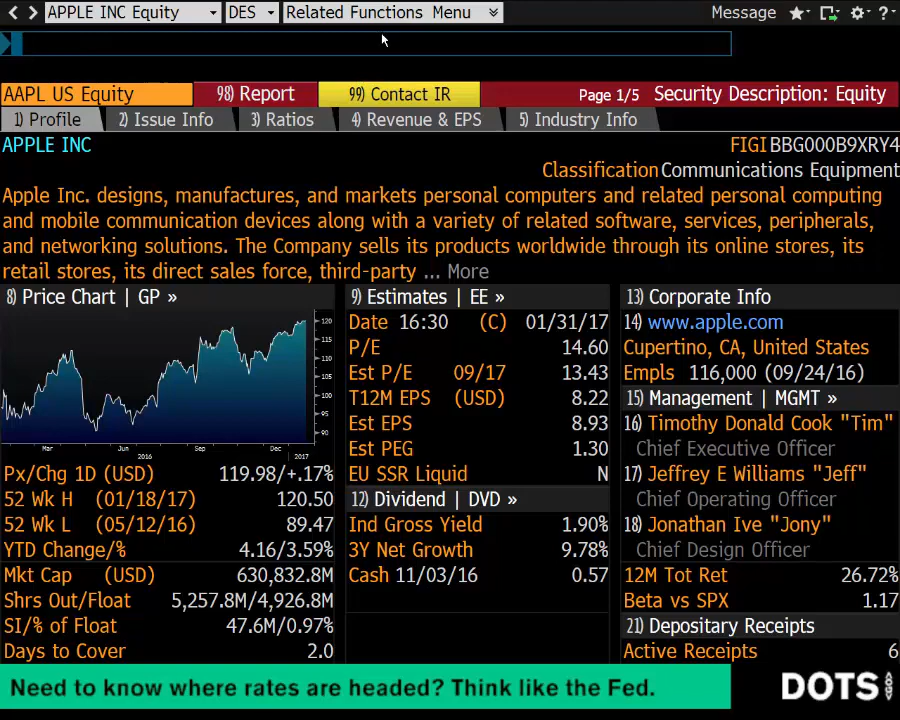 APPLE INC Equity DES Related Functions Menu Message ?
AAPL US Equity 98) Report 99) Contact IR Page 1/5 Security Description: Equity
1) Profile 2) Issue Info 3) Ratios 4) Revenue & EPS 5) Industry Info
APPLE INC FIGI BBG000B9XRY4
Classification Communications Equipment
Apple Inc. designs, manufactures, and markets personal computers and related personal computing
and mobile communication devices along with a variety of related software, services, peripherals,
and networking solutions. The Company sells its products worldwide through its online stores, its
retail stores, its direct sales force, third-party ... More
8) Price Chart | GP »
120
115
110
105
100
95
90
Mar Jun Sep Dec
2016 2017
Px/Chg 1D (USD) 119.98/+.17%
52 Wk H (01/18/17) 120.50
52 Wk L (05/12/16) 89.47
YTD Change/% 4.16/3.59%
Mkt Cap (USD) 630,832.8M
Shrs Out/Float 5,257.8M/4,926.8M
SI/% of Float 47.6M/0.97%
Days to Cover 2.0
9) Estimates | EE »
Date 16:30 (C) 01/31/17
P/E 14.60
Est P/E 09/17 13.43
T12M EPS (USD) 8.22
Est EPS 8.93
Est PEG 1.30
EU SSR Liquid N
12) Dividend | DVD »
Ind Gross Yield 1.90%
3Y Net Growth 9.78%
Cash 11/03/16 0.57
13) Corporate Info
14) www.apple.com
Cupertino, CA, United States
Empls 116,000 (09/24/16)
15) Management | MGMT »
16) Timothy Donald Cook "Tim"
Chief Executive Officer
17) Jeffrey E Williams "Jeff"
Chief Operating Officer
18) Jonathan Ive "Jony"
Chief Design Officer
12M Tot Ret 26.72%
Beta vs SPX 1.17
21) Depositary Receipts
Active Receipts 6
Need to know where rates are headed? Think like the Fed.
DOTS